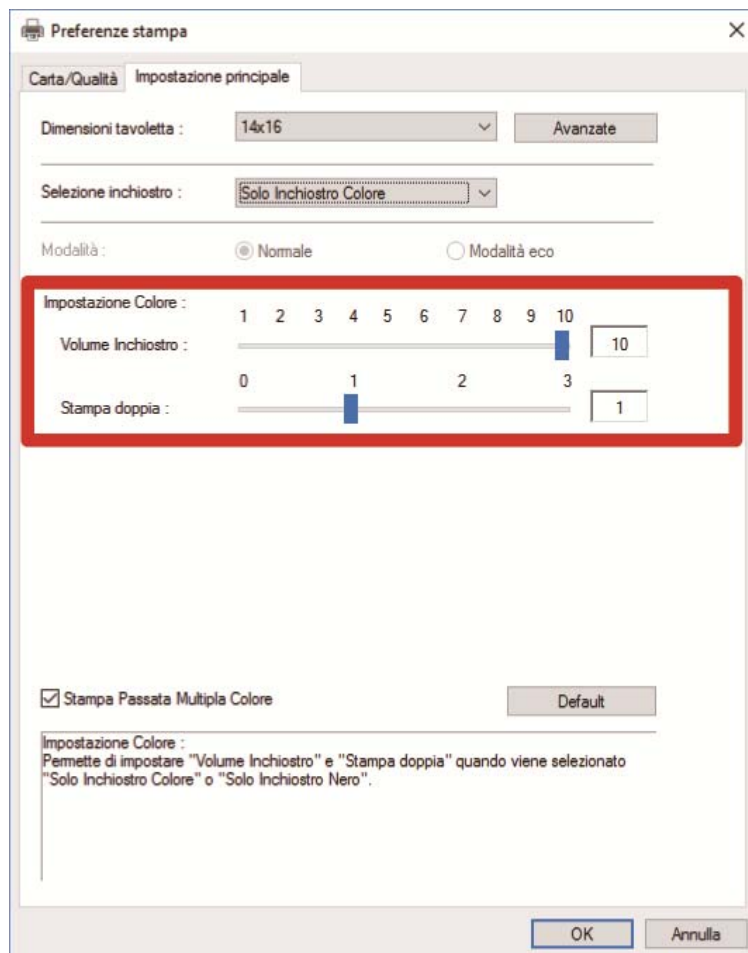 Preferenze stampa
Carta/Qualità Impostazione principale
Dimensioni tavoletta : 14x16 Avanzate
Selezione inchiostro : Solo Inchiostro Colore
Modalità : Normale Modalità eco
Impostazione Colore :
1 2 3 4 5 6 7 8 9 10
Volume Inchiostro : 10
0 1 2 3
Stampa doppia : 1
Stampa Passata Multipla Colore Default
Impostazione Colore :
Permette di impostare "Volume Inchiostro" e "Stampa doppia" quando viene selezionato
"Solo Inchiostro Colore" o "Solo Inchiostro Nero".
OK Annulla